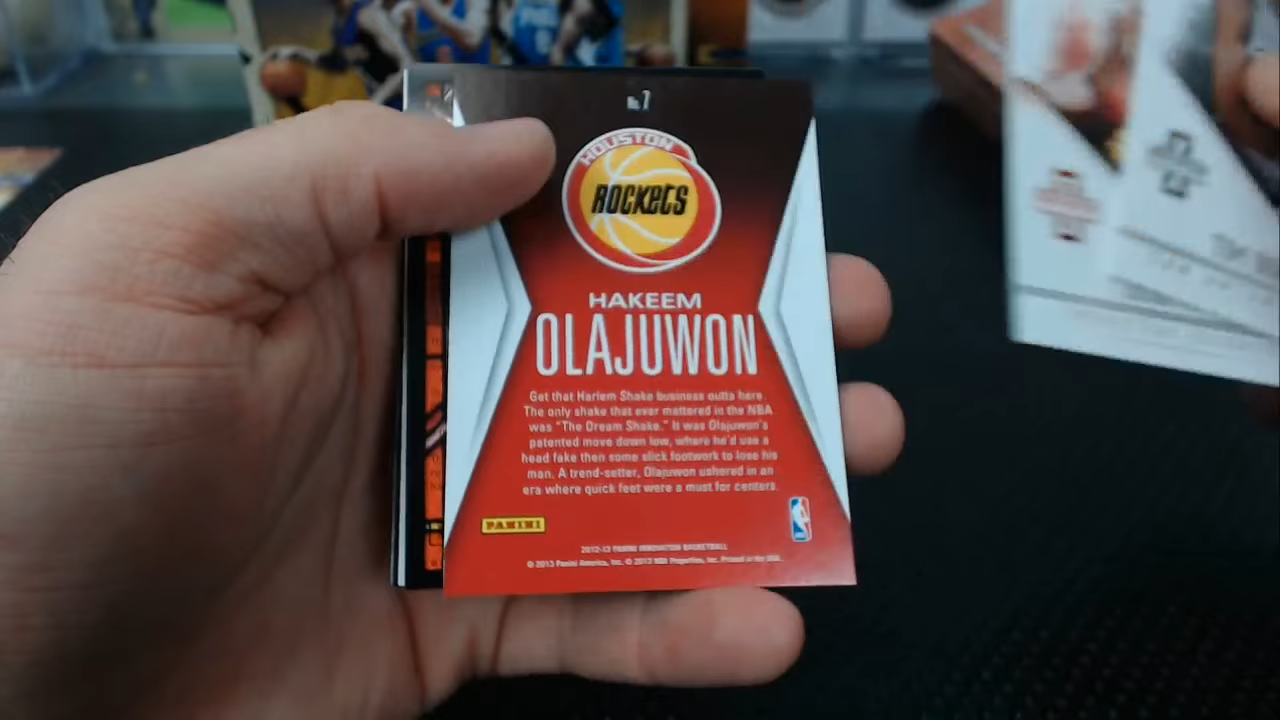 No. 7
HOUSTON
ROCKETS
HAKEEM
OLAJUWON
Get that Harlem Shake business outta here.
The only shake that ever mattered in the NBA
was "The Dream Shake." It was Olajuwon's
patented move down low, where he'd use a
head fake then some slick footwork to lose his
man. A trend-setter, Olajuwon ushered in an
era where quick feet were a must for centers.
PANINI
2012-13 PANINI INNOVATION BASKETBALL
© 2013 Panini America, Inc. © 2013 NBA Properties, Inc. Printed in the USA.